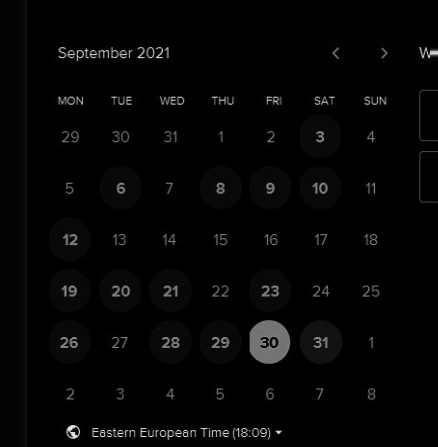 September 2021
MON TUE WED THU FRI SAT SUN
29 30 31 1 2 3 4
5 6 7 8 9 10 11
12 13 14 15 16 17 18
19 20 21 22 23 24 25
26 27 28 29 30 31 1
2 3 4 5 6 7 8
Eastern European Time (18:09)